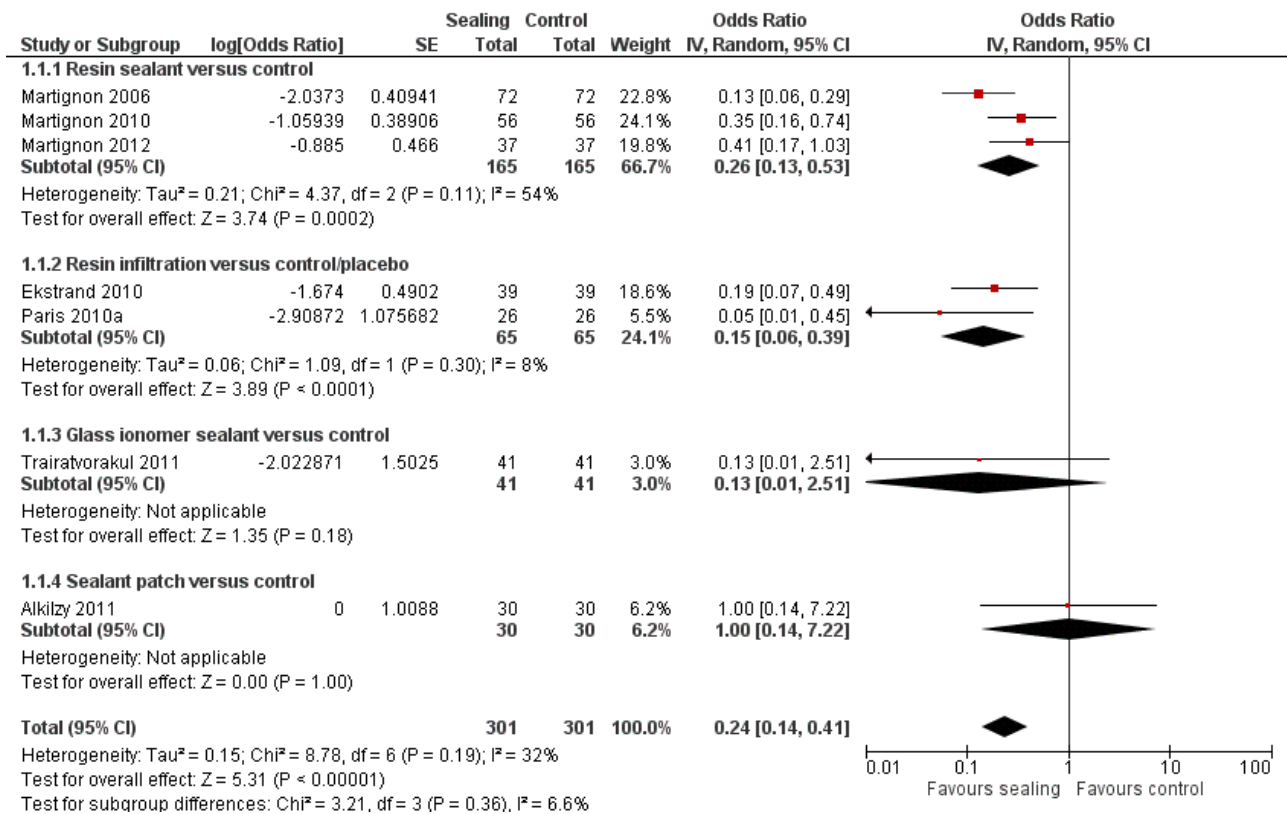 Sealing Control Odds Ratio Odds Ratio
Study or Subgroup log[Odds Ratio] SE Total Total Weight IV, Random, 95% CI IV, Random, 95% CI
1.1.1 Resin sealant versus control
Martignon 2006 -2.0373 0.40941 72 72 22.8% 0.13 [0.06, 0.29]
Martignon 2010 -1.05939 0.38906 56 56 24.1% 0.35 [0.16, 0.74]
Martignon 2012 -0.885 0.466 37 37 19.8% 0.41 [0.17, 1.03]
Subtotal (95% CI) 165 165 66.7% 0.26 [0.13, 0.53]
Heterogeneity: Tau² = 0.21; Chi² = 4.37, df = 2 (P = 0.11); I² = 54%
Test for overall effect: Z = 3.74 (P = 0.0002)
1.1.2 Resin infiltration versus control/placebo
Ekstrand 2010 -1.674 0.4902 39 39 18.6% 0.19 [0.07, 0.49]
Paris 2010a -2.90872 1.075682 26 26 5.5% 0.05 [0.01, 0.45]
Subtotal (95% CI) 65 65 24.1% 0.15 [0.06, 0.39]
Heterogeneity: Tau² = 0.06; Chi² = 1.09, df = 1 (P = 0.30); I² = 8%
Test for overall effect: Z = 3.89 (P < 0.0001)
1.1.3 Glass ionomer sealant versus control
Trairatvorakul 2011 -2.022871 1.5025 41 41 3.0% 0.13 [0.01, 2.51]
Subtotal (95% CI) 41 41 3.0% 0.13 [0.01, 2.51]
Heterogeneity: Not applicable
Test for overall effect: Z = 1.35 (P = 0.18)
1.1.4 Sealant patch versus control
Alkilzy 2011 0 1.0088 30 30 6.2% 1.00 [0.14, 7.22]
Subtotal (95% CI) 30 30 6.2% 1.00 [0.14, 7.22]
Heterogeneity: Not applicable
Test for overall effect: Z = 0.00 (P = 1.00)
Total (95% CI) 301 301 100.0% 0.24 [0.14, 0.41]
Heterogeneity: Tau² = 0.15; Chi² = 8.78, df = 6 (P = 0.19); I² = 32%
Test for overall effect: Z = 5.31 (P < 0.00001)
Test for subgroup differences: Chi² = 3.21, df = 3 (P = 0.36), I² = 6.6%
0.01 0.1 1 10 100
Favours sealing Favours control